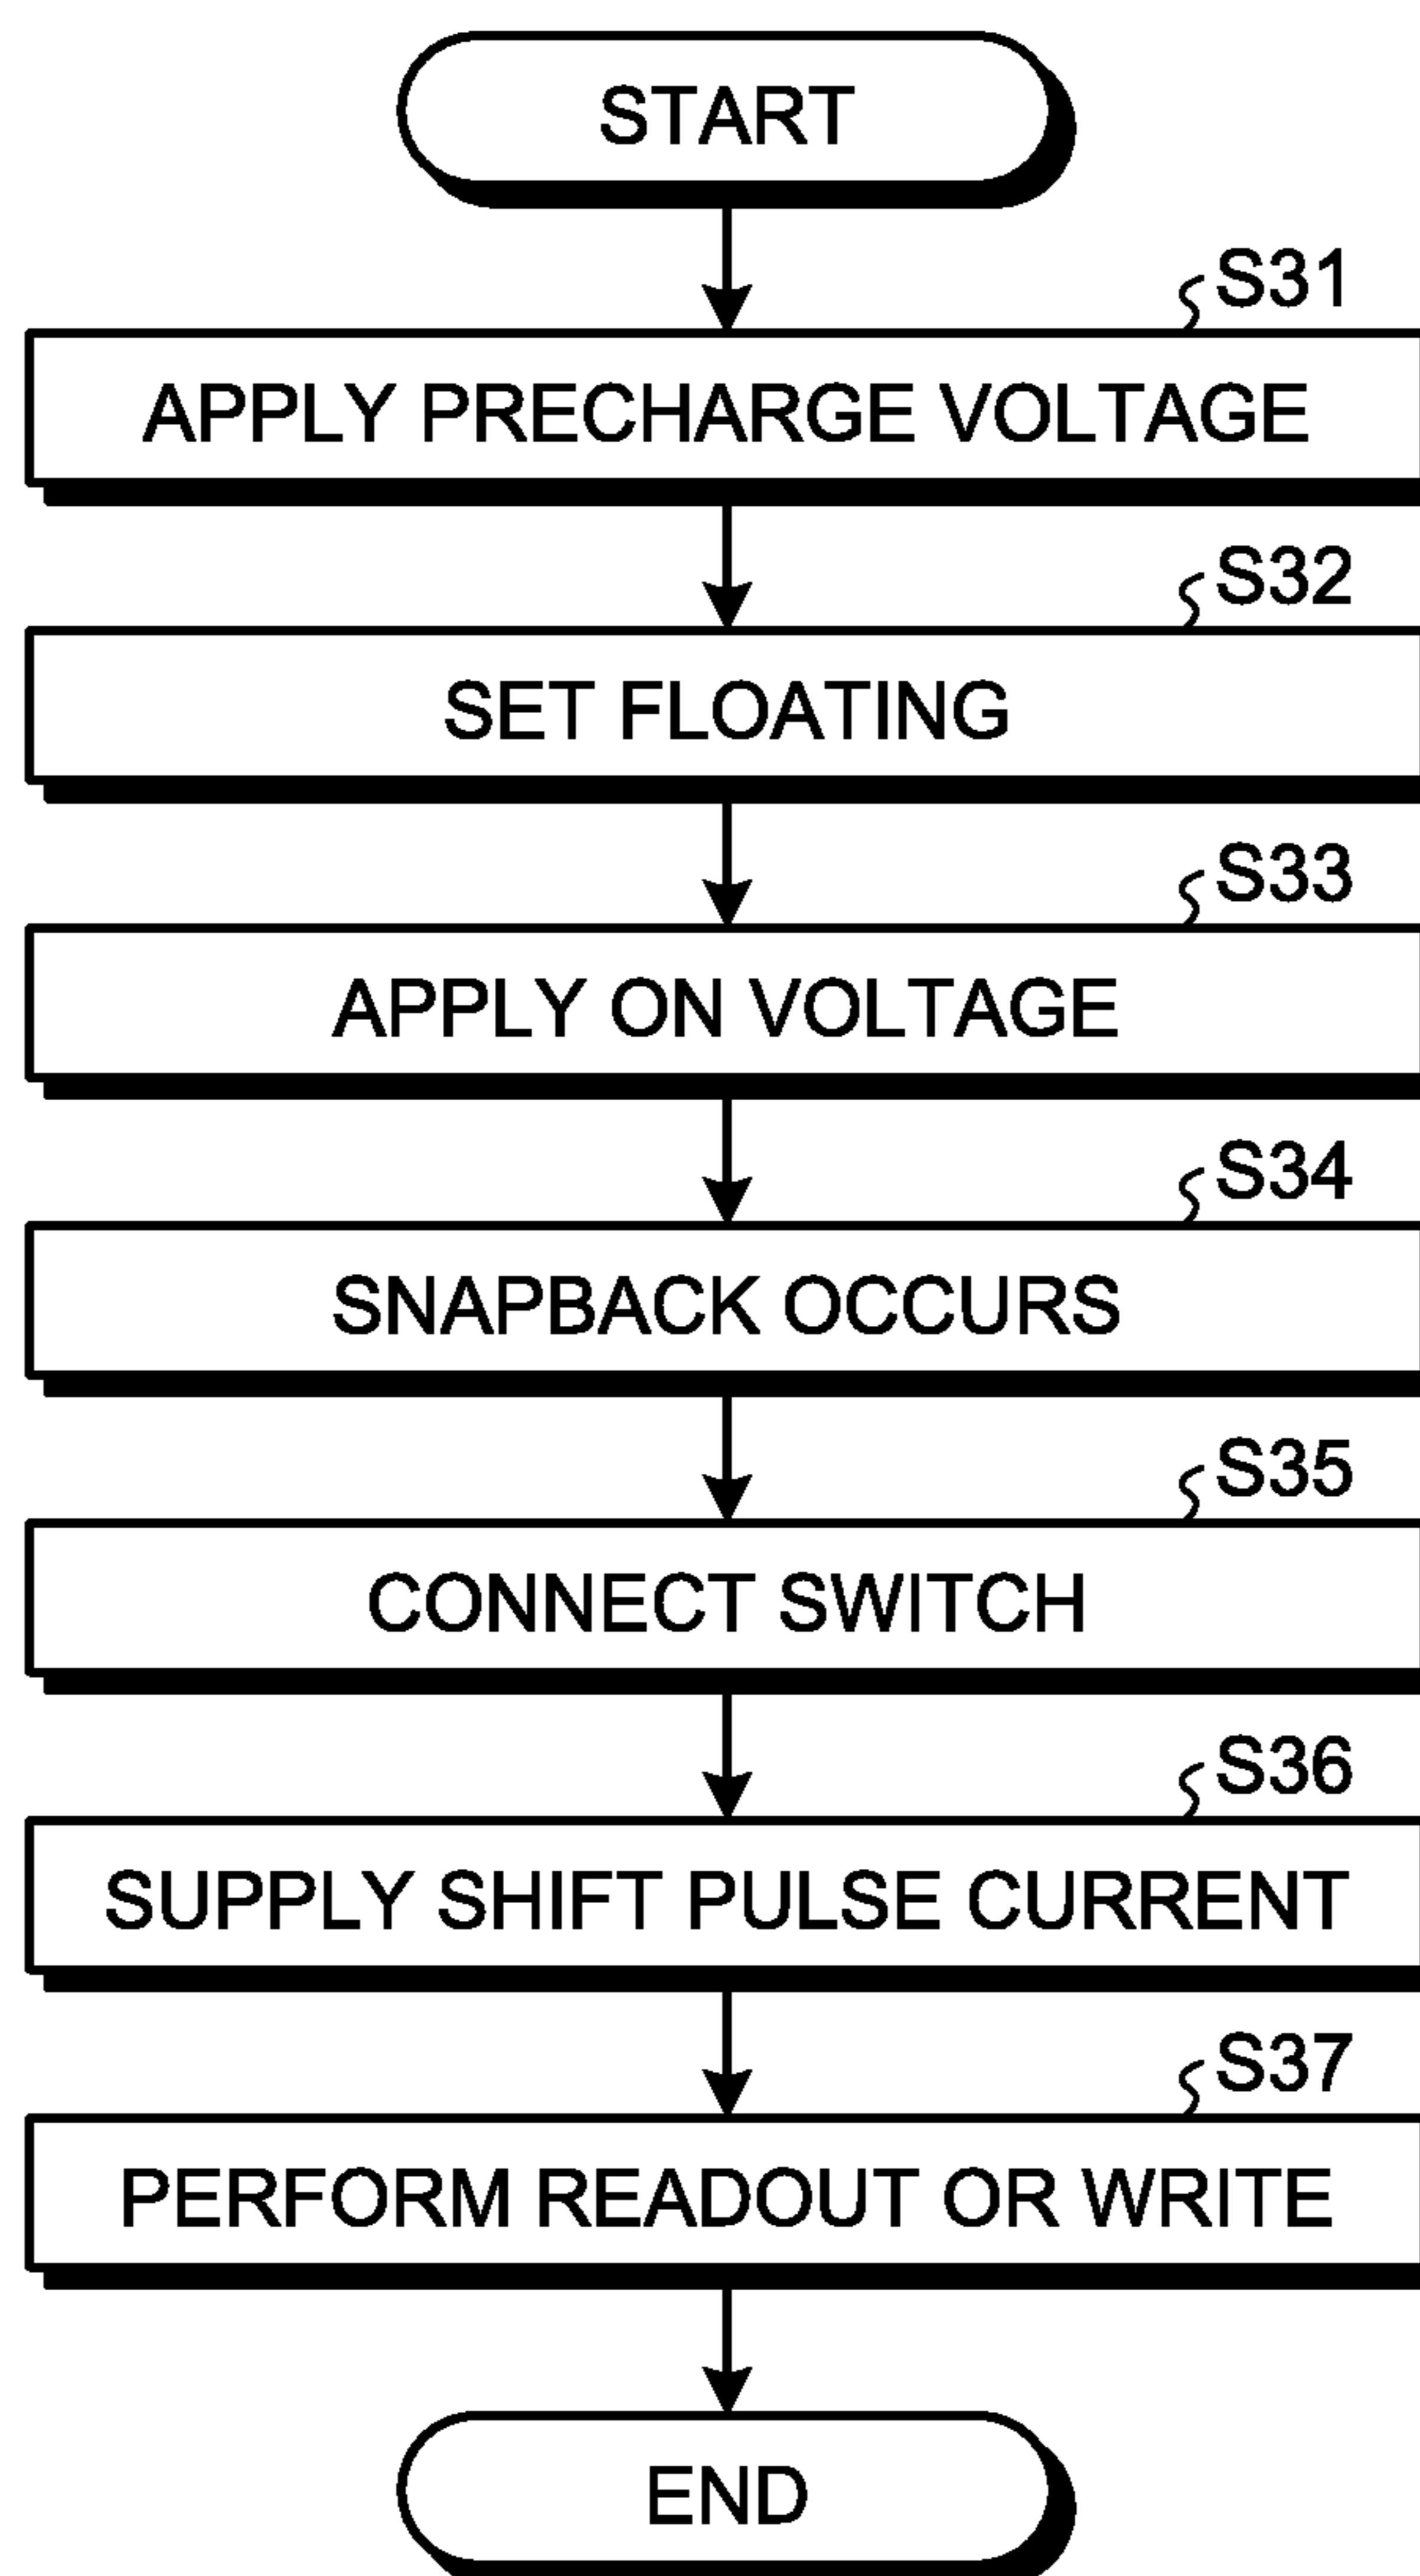 START
S31
APPLY PRECHARGE VOLTAGE
S32
SET FLOATING
S33
APPLY ON VOLTAGE
S34
SNAPBACK OCCURS
S35
CONNECT SWITCH
S36
SUPPLY SHIFT PULSE CURRENT
S37
PERFORM READOUT OR WRITE
END